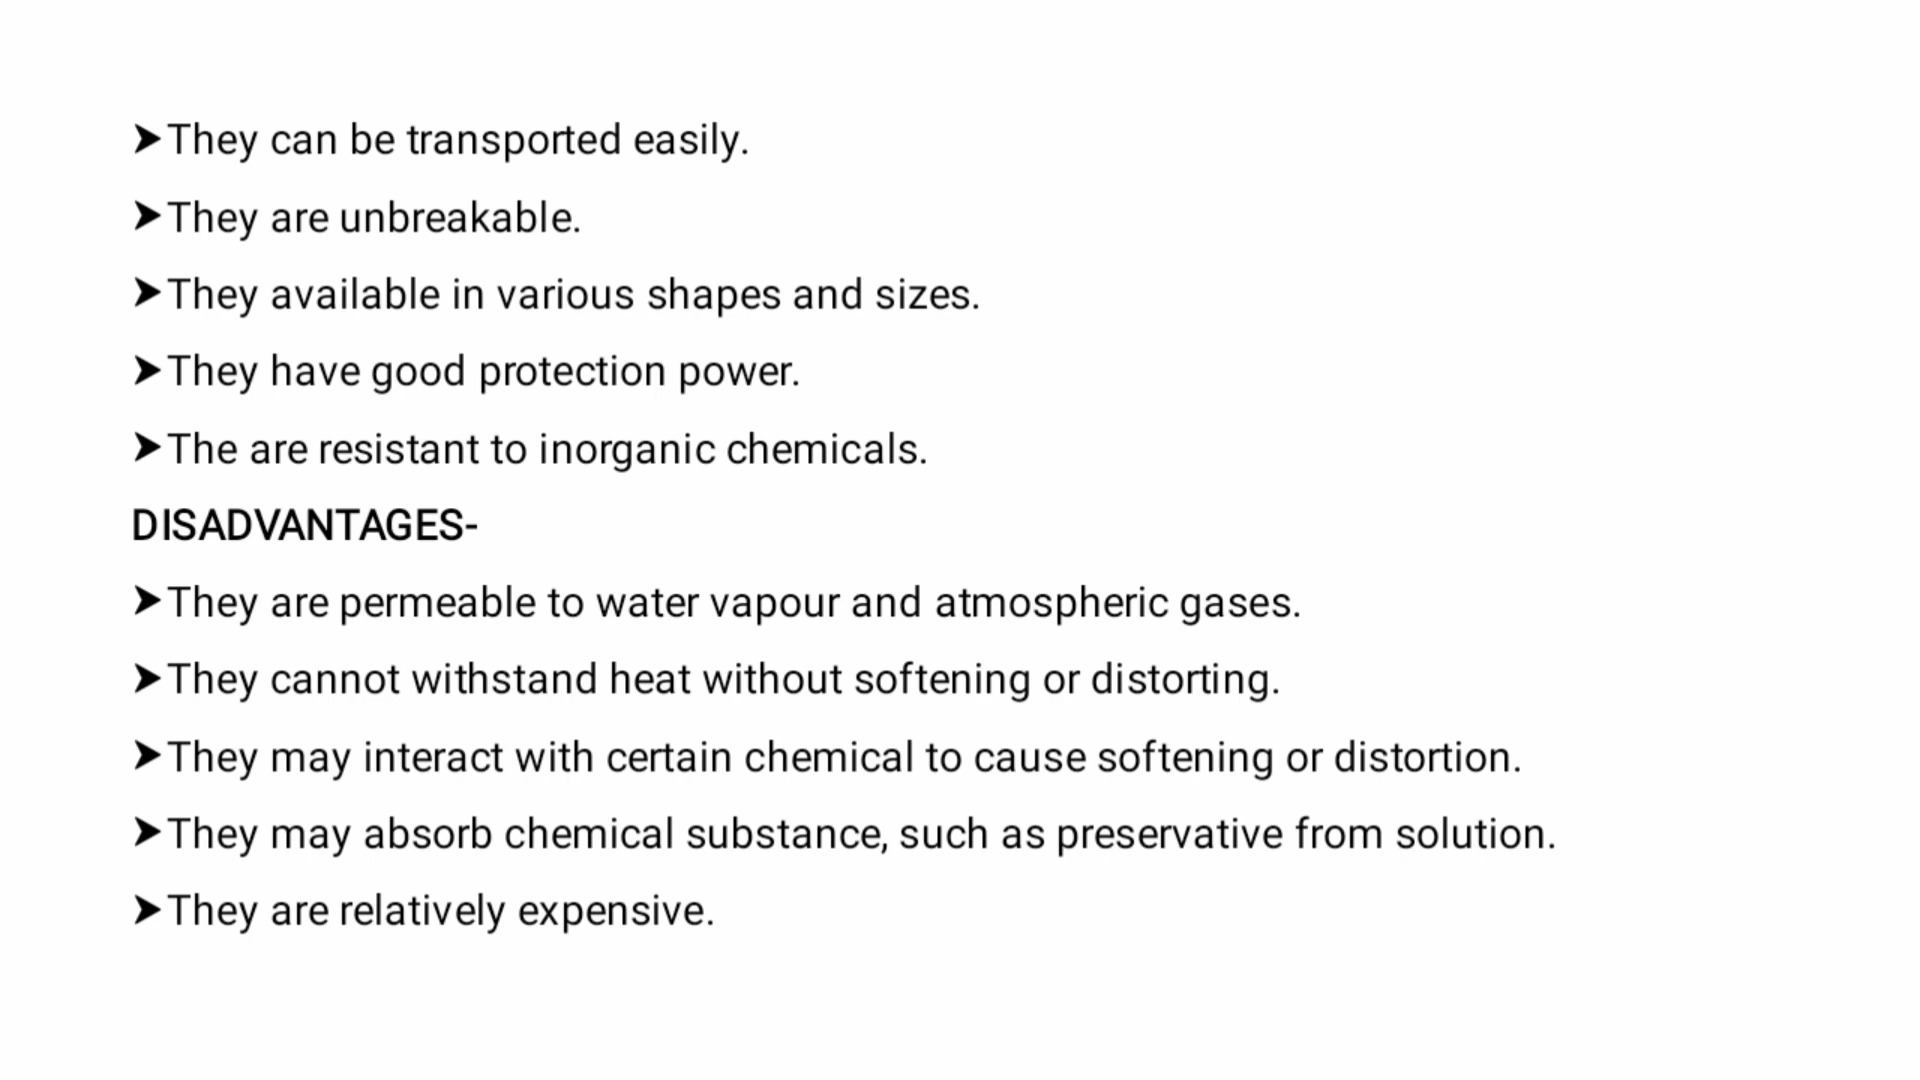 ➤They can be transported easily.
➤They are unbreakable.
➤They available in various shapes and sizes.
➤They have good protection power.
➤The are resistant to inorganic chemicals.
DISADVANTAGES-
➤They are permeable to water vapour and atmospheric gases.
➤They cannot withstand heat without softening or distorting.
➤They may interact with certain chemical to cause softening or distortion.
➤They may absorb chemical substance, such as preservative from solution.
➤They are relatively expensive.